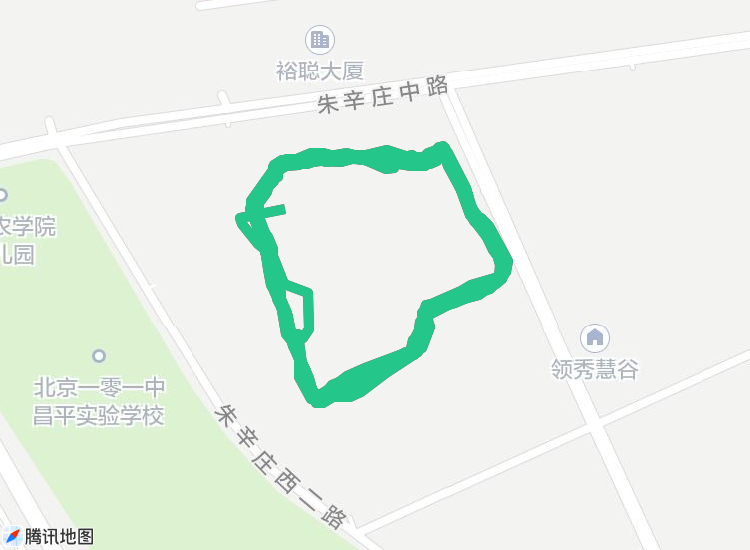 裕聪大厦
朱辛庄中路
农学院
儿园
领秀慧谷
北京一零一中
昌平实验学校
朱辛庄西二路
腾讯地图